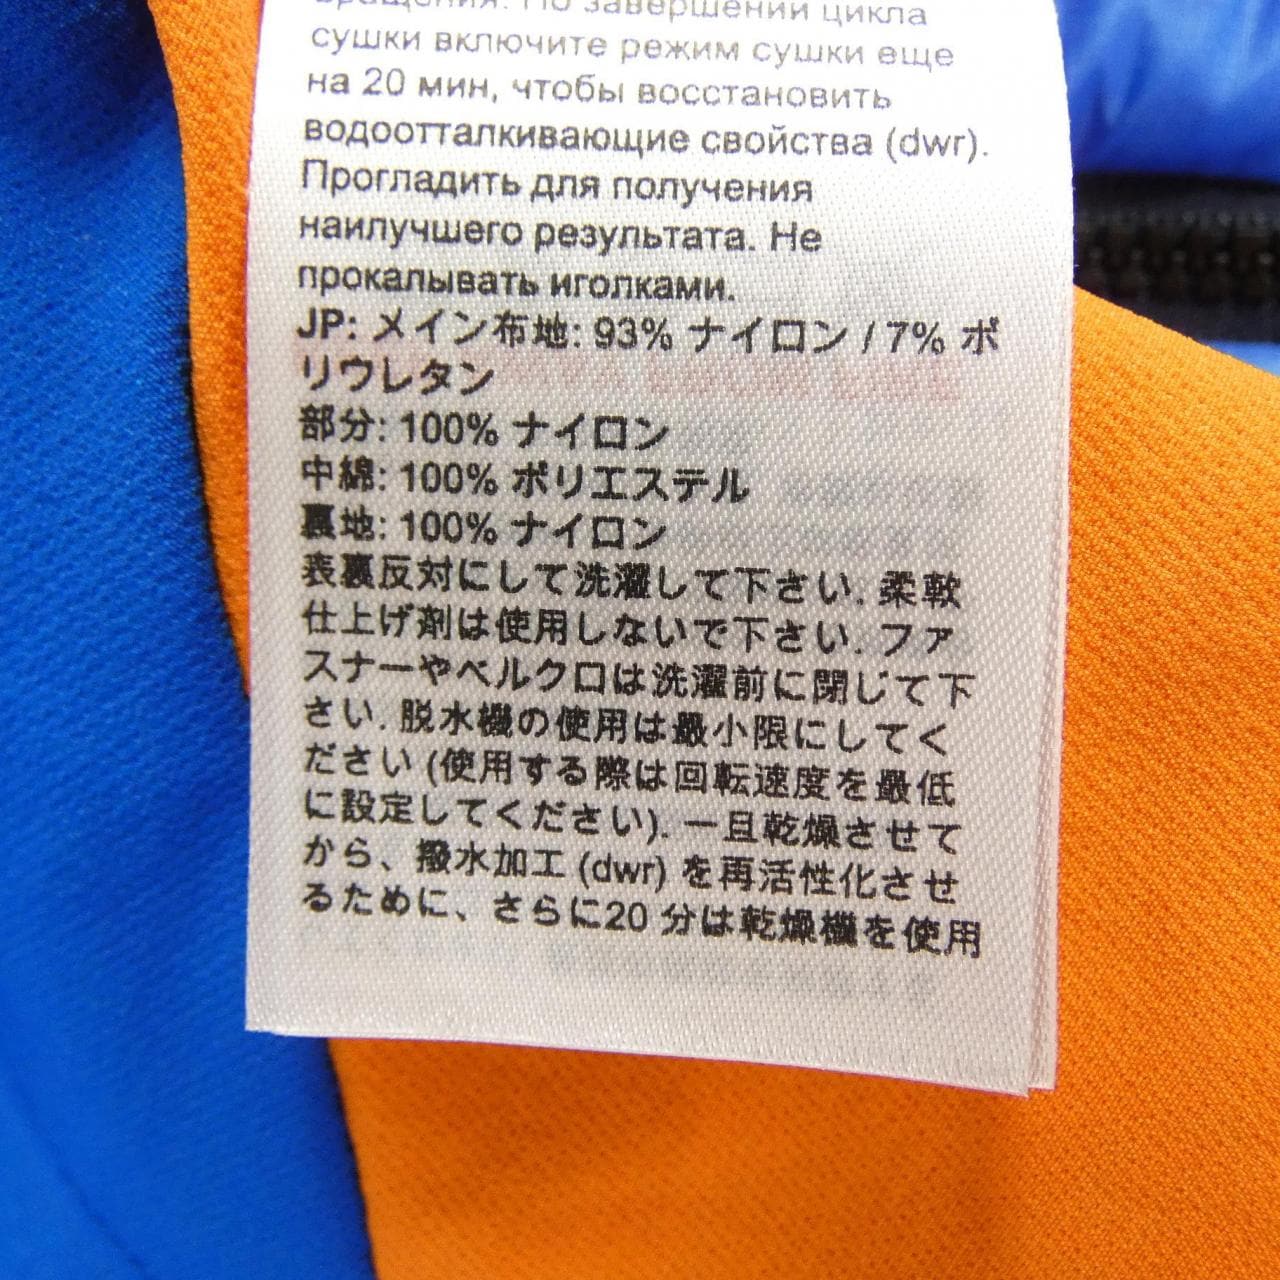 вращения. По завершении цикла
сушки включите режим сушки еще
на 20 мин, чтобы восстановить
водоотталкивающие свойства (dwr).
Прогладить для получения
наилучшего результата. Не
прокалывать иголками.
JP: メイン布地: 93% ナイロン / 7% ポ
リウレタン
部分: 100% ナイロン
中綿: 100% ポリエステル
裏地: 100% ナイロン
表裏反対にして洗濯して下さい. 柔軟
仕上げ剤は使用しないで下さい. ファ
スナーやベルクロは洗濯前に閉じて下
さい. 脱水機の使用は最小限にしてく
ださい (使用する際は回転速度を最低
に設定してください). 一旦乾燥させて
から、撥水加工 (dwr) を再活性化させ
るために、さらに20 分は乾燥機を使用